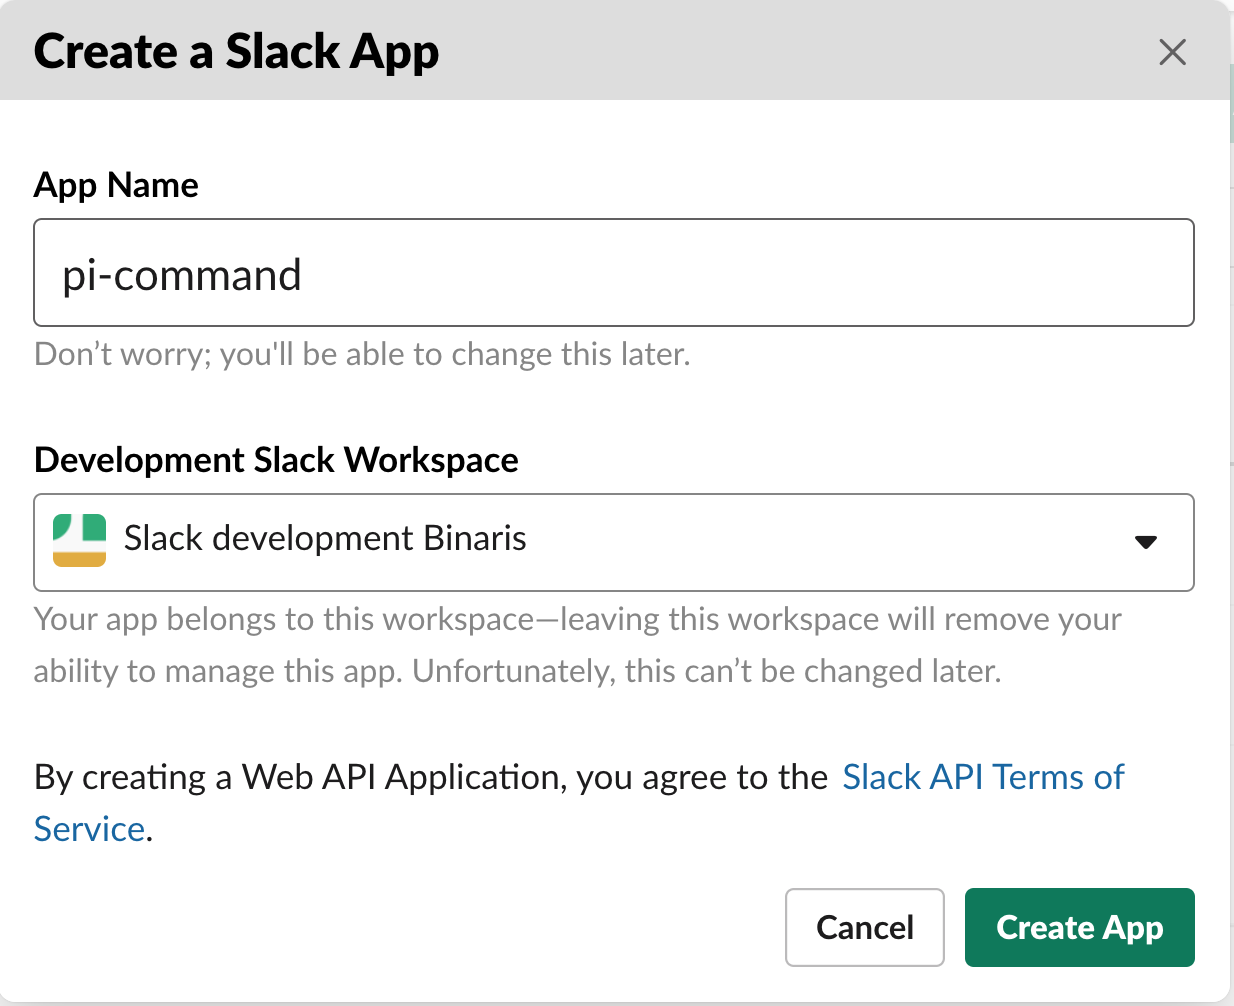 Create a Slack App
App Name
pi-command
Don’t worry; you'll be able to change this later.
Development Slack Workspace
Slack development Binaris
Your app belongs to this workspace—leaving this workspace will remove your
ability to manage this app. Unfortunately, this can’t be changed later.
By creating a Web API Application, you agree to the Slack API Terms of
Service.
Cancel
Create App